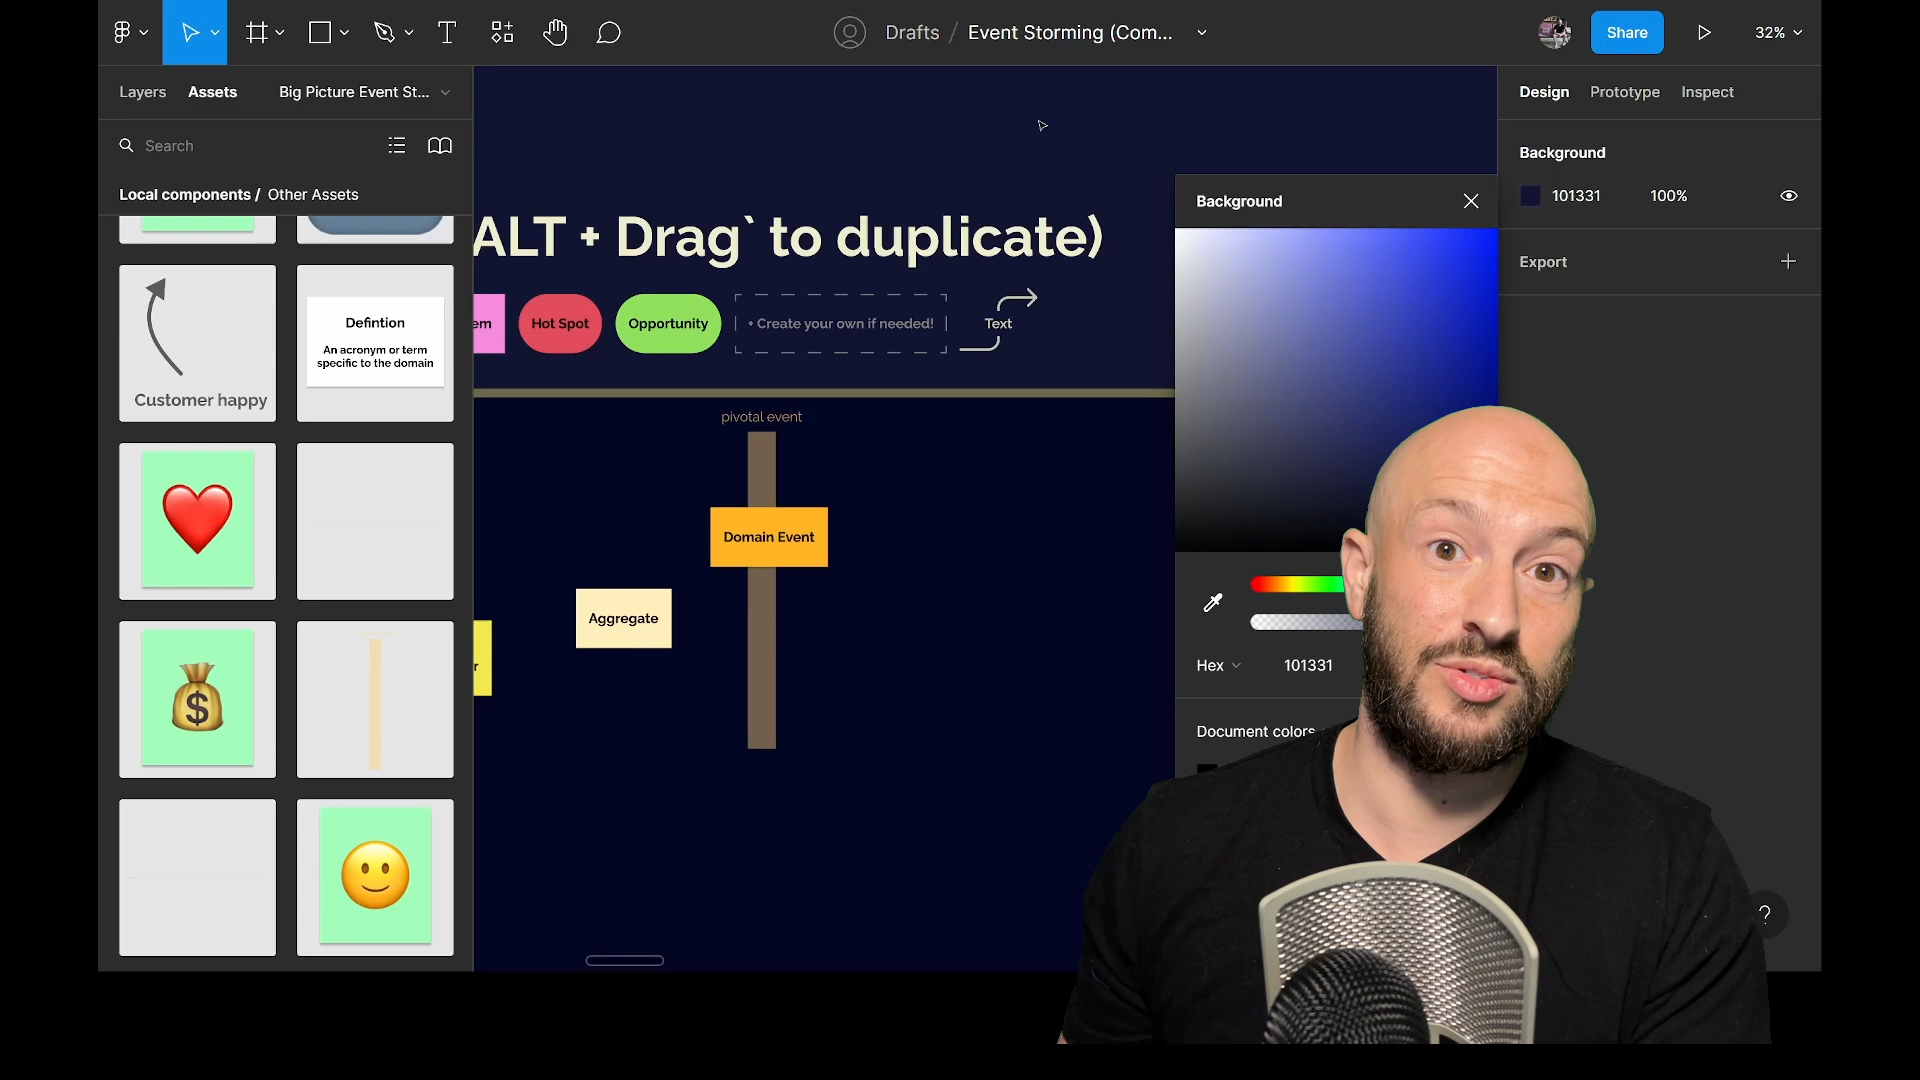 Drafts / Event Storming (Com...
Share
32%
Layers
Assets
Big Picture Event St...
Search
Local components / Other Assets
Customer happy
Defintion
An acronym or term
specific to the domain
ALT + Drag` to duplicate)
em
Hot Spot
Opportunity
+ Create your own if needed!
Text
pivotal event
Domain Event
Aggregate
r
Background
Hex
101331
Document colors
Design
Prototype
Inspect
Background
101331
100%
Export
?